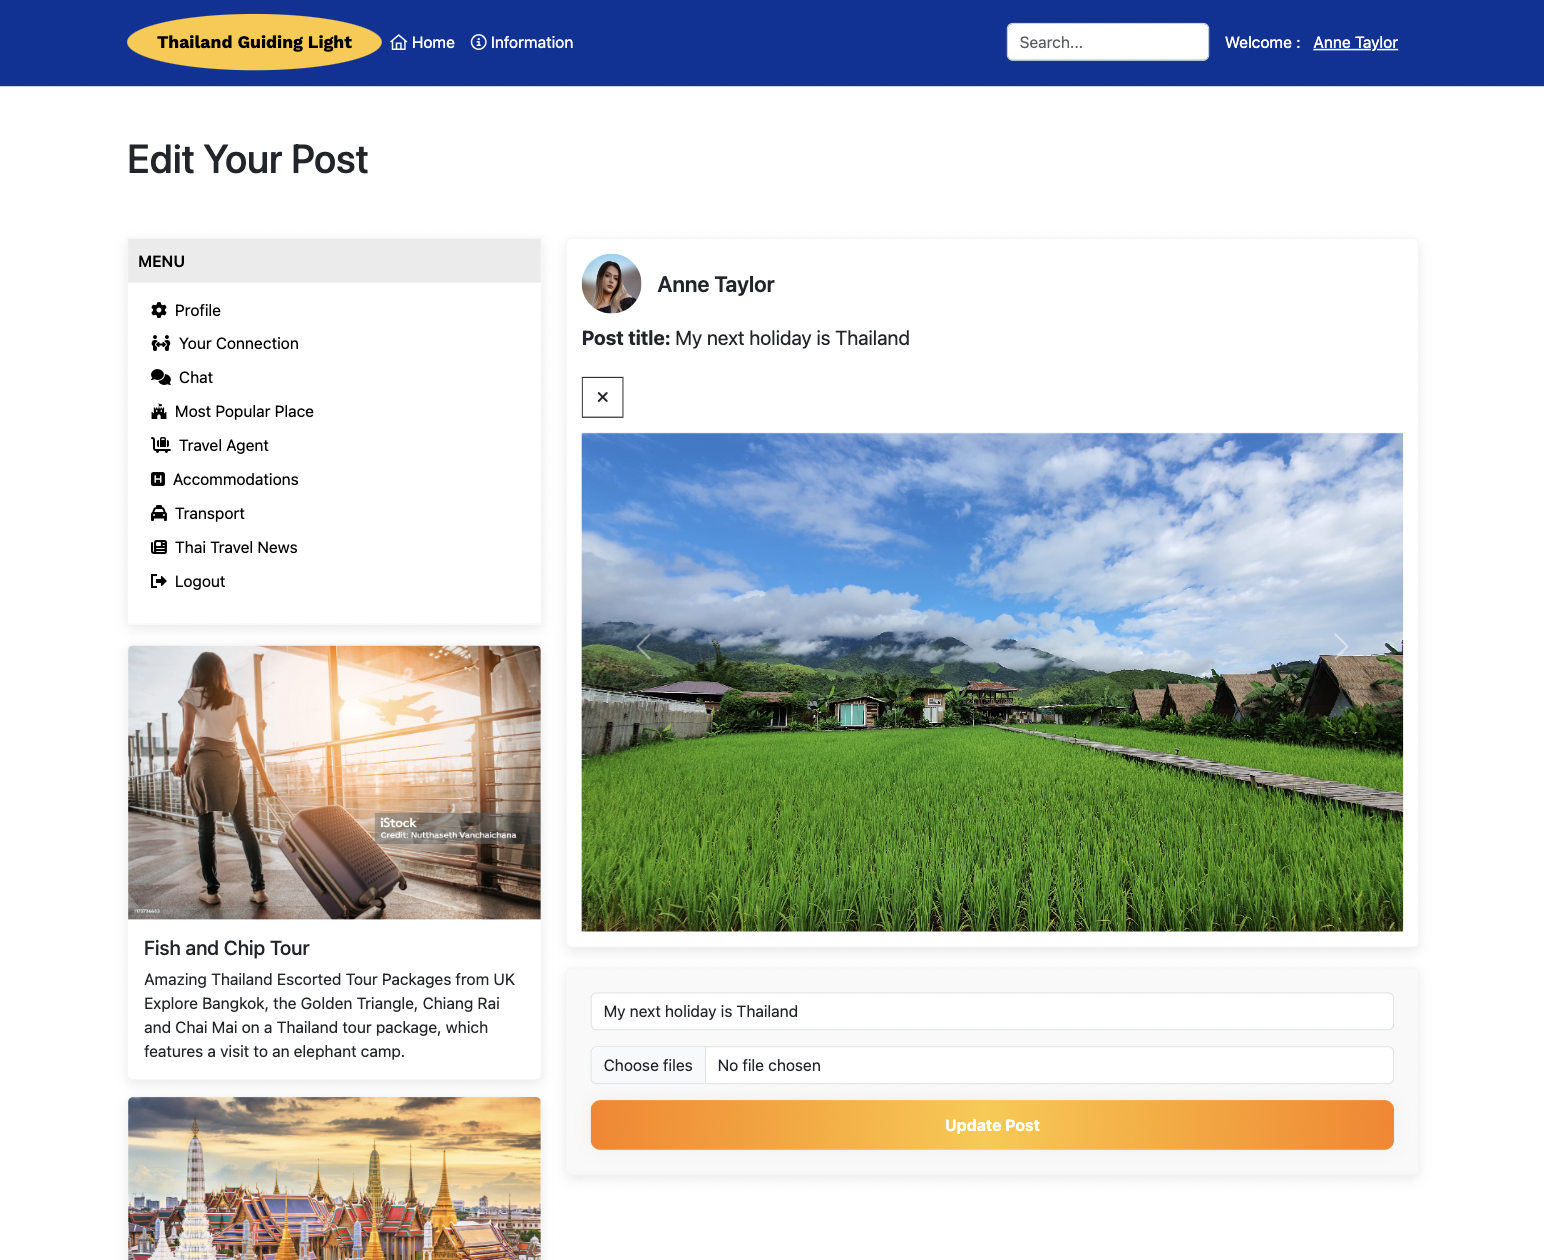 Thailand Guiding Light
Home
Information
Search...
Welcome : Anne Taylor
Edit Your Post
MENU
Profile
Your Connection
Chat
Most Popular Place
Travel Agent
Accommodations
Transport
Thai Travel News
Logout
iStock
Credit: Nutthaseth Vanchaichana
Fish and Chip Tour
Amazing Thailand Escorted Tour Packages from UK
Explore Bangkok, the Golden Triangle, Chiang Rai
and Chai Mai on a Thailand tour package, which
features a visit to an elephant camp.
Anne Taylor
Post title: My next holiday is Thailand
My next holiday is Thailand
Choose files No file chosen
Update Post